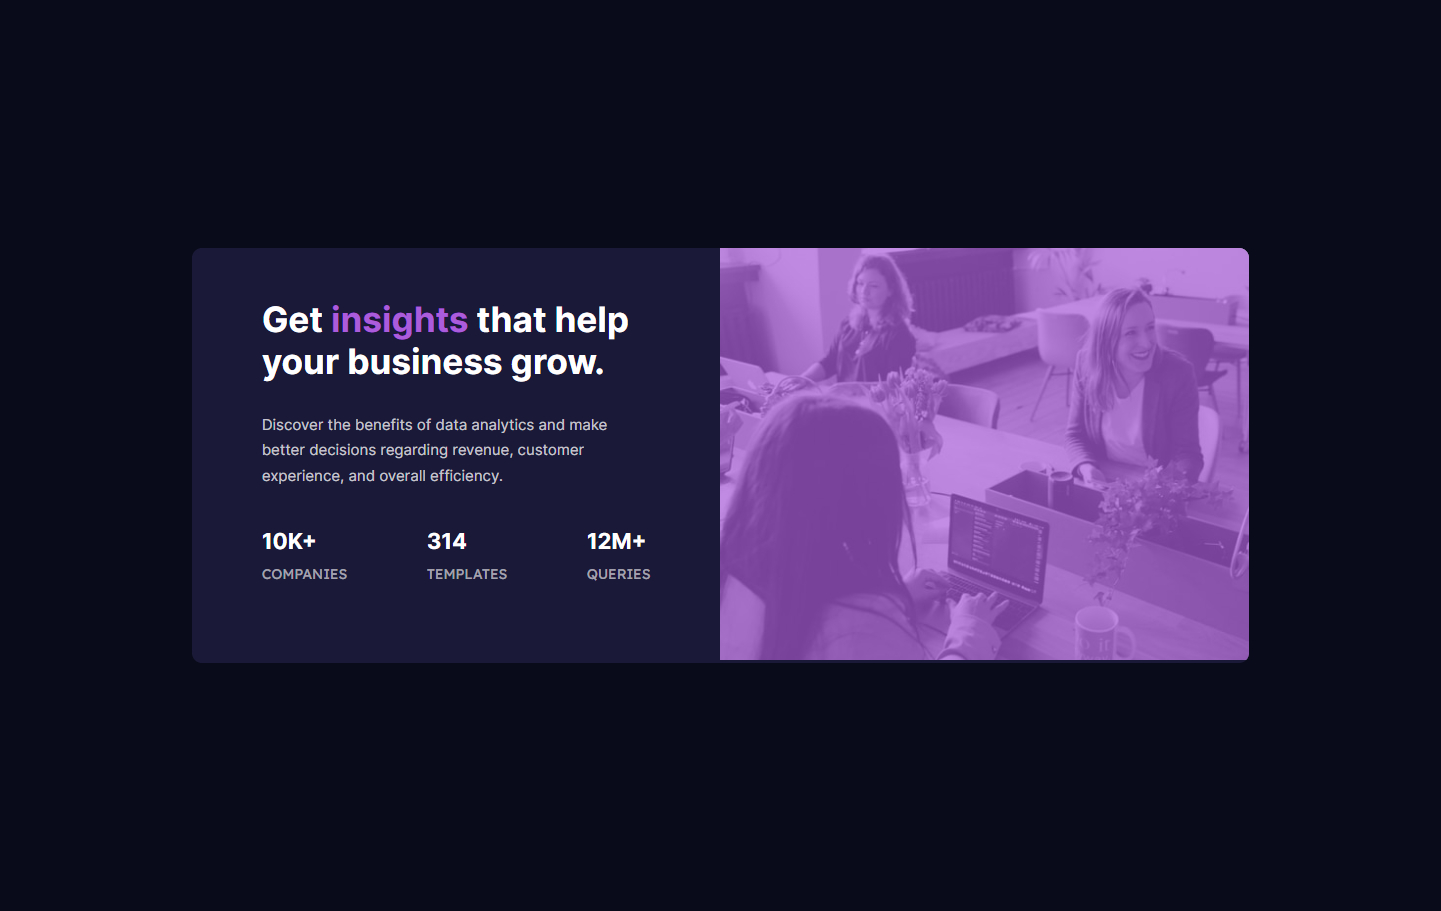 Get insights that help
your business grow.
Discover the benefits of data analytics and make
better decisions regarding revenue, customer
experience, and overall efficiency.
10K+ 314 12M+
COMPANIES TEMPLATES QUERIES